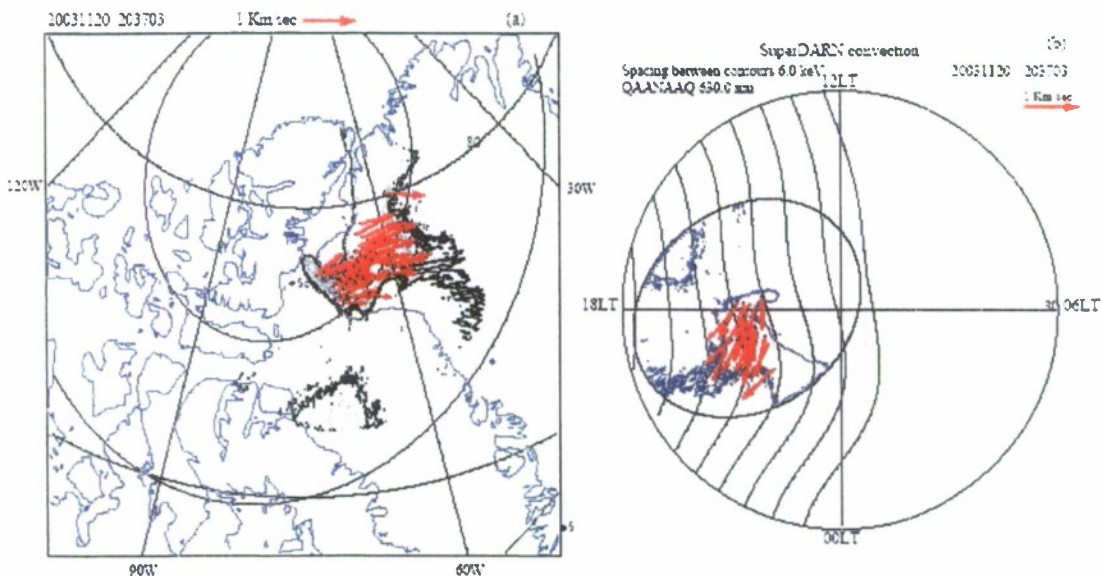 20031120 203703 1 Km sec (a)
80
120W
30W
90W
60W
(b)
SuparDARN convection
Spacing between contours 6.0 keV
QAANAAQ 630.0 nm
20031120 203703
1 Km sec
12LT
18LT
06LT
00LT